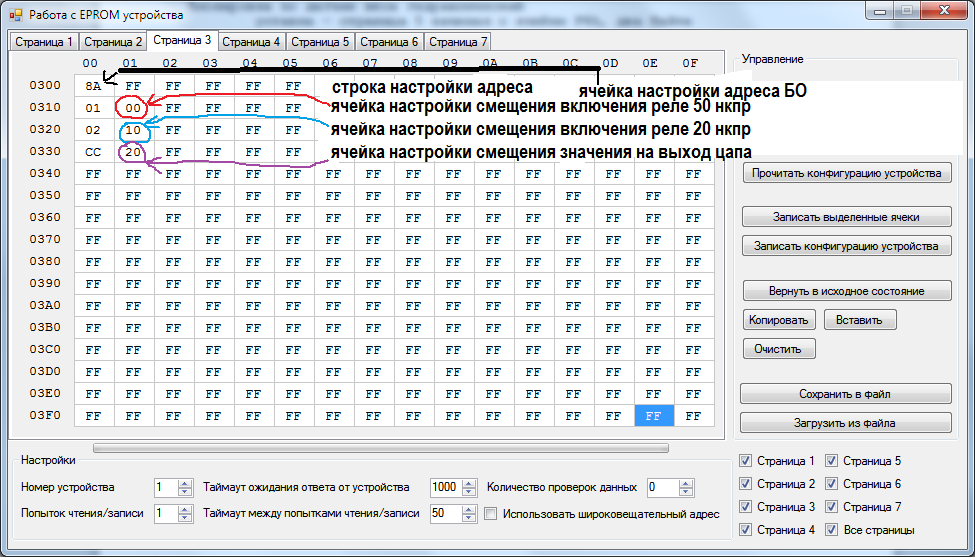 Работа с EPROM устройства
Страница 1 Страница 2 Страница 3 Страница 4 Страница 5 Страница 6 Страница 7
00 01 02 03 04 05 06 07 08 09 0A 0B 0C 0D 0E 0F
Управление
0300 8A FF FF FF FF FF строка настройки адреса ячейка настройки адреса БО
0310 01 00 FF FF FF FF ячейка настройки смещения включения реле 50 нкпр
0320 02 10 FF FF FF FF ячейка настройки смещения включения реле 20 нкпр
0330 CC 20 FF FF FF FF ячейка настройки смещения значения на выход цапа
0340 FF FF FF FF FF FF FF FF FF FF FF FF FF FF FF FF
Прочитать конфигурацию устройства
0350 FF FF FF FF FF FF FF FF FF FF FF FF FF FF FF FF
0360 FF FF FF FF FF FF FF FF FF FF FF FF FF FF FF FF
Записать выделенные ячеки
0370 FF FF FF FF FF FF FF FF FF FF FF FF FF FF FF FF
Записать конфигурацию устройства
0380 FF FF FF FF FF FF FF FF FF FF FF FF FF FF FF FF
0390 FF FF FF FF FF FF FF FF FF FF FF FF FF FF FF FF
Вернуть в исходное состояние
03A0 FF FF FF FF FF FF FF FF FF FF FF FF FF FF FF FF
03B0 FF FF FF FF FF FF FF FF FF FF FF FF FF FF FF FF
Копировать Вставить
03C0 FF FF FF FF FF FF FF FF FF FF FF FF FF FF FF FF
Очистить
03D0 FF FF FF FF FF FF FF FF FF FF FF FF FF FF FF FF
03E0 FF FF FF FF FF FF FF FF FF FF FF FF FF FF FF FF
Сохранить в файл
03F0 FF FF FF FF FF FF FF FF FF FF FF FF FF FF FF FF
Загрузить из файла
Настройки
Номер устройства 1 Таймаут ожидания ответа от устройства 1000 Количество проверок данных 0
Попыток чтения/записи 1 Таймаут между попытками чтения/записи 50 Использовать широковещательный адрес
Страница 1 Страница 5
Страница 2 Страница 6
Страница 3 Страница 7
Страница 4 Все страницы